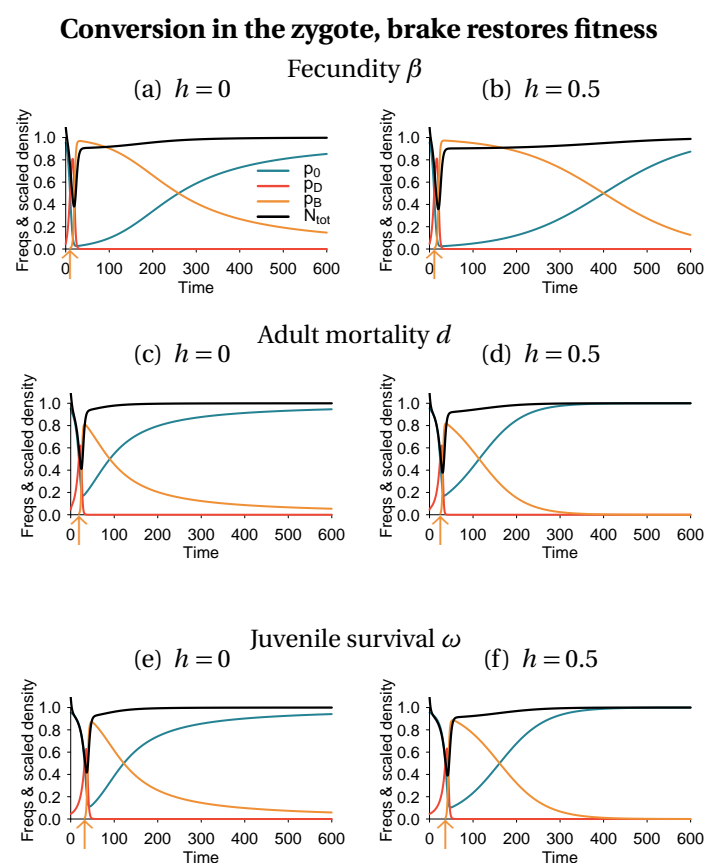 Conversion in the zygote, brake restores fitness
Fecundity β
(a) h = 0
(b) h = 0.5
Freqs & scaled density
1.0
0.8
0.6
0.4
0.2
0.0
p0
pD
pB
Ntot
0 100 200 300 400 500 600
Time
Freqs & scaled density
1.0
0.8
0.6
0.4
0.2
0.0
0 100 200 300 400 500 600
Time
Adult mortality d
(c) h = 0
(d) h = 0.5
Freqs & scaled density
1.0
0.8
0.6
0.4
0.2
0.0
0 100 200 300 400 500 600
Time
Freqs & scaled density
1.0
0.8
0.6
0.4
0.2
0.0
0 100 200 300 400 500 600
Time
Juvenile survival ω
(e) h = 0
(f) h = 0.5
Freqs & scaled density
1.0
0.8
0.6
0.4
0.2
0.0
0 100 200 300 400 500 600
Time
Freqs & scaled density
1.0
0.8
0.6
0.4
0.2
0.0
0 100 200 300 400 500 600
Time